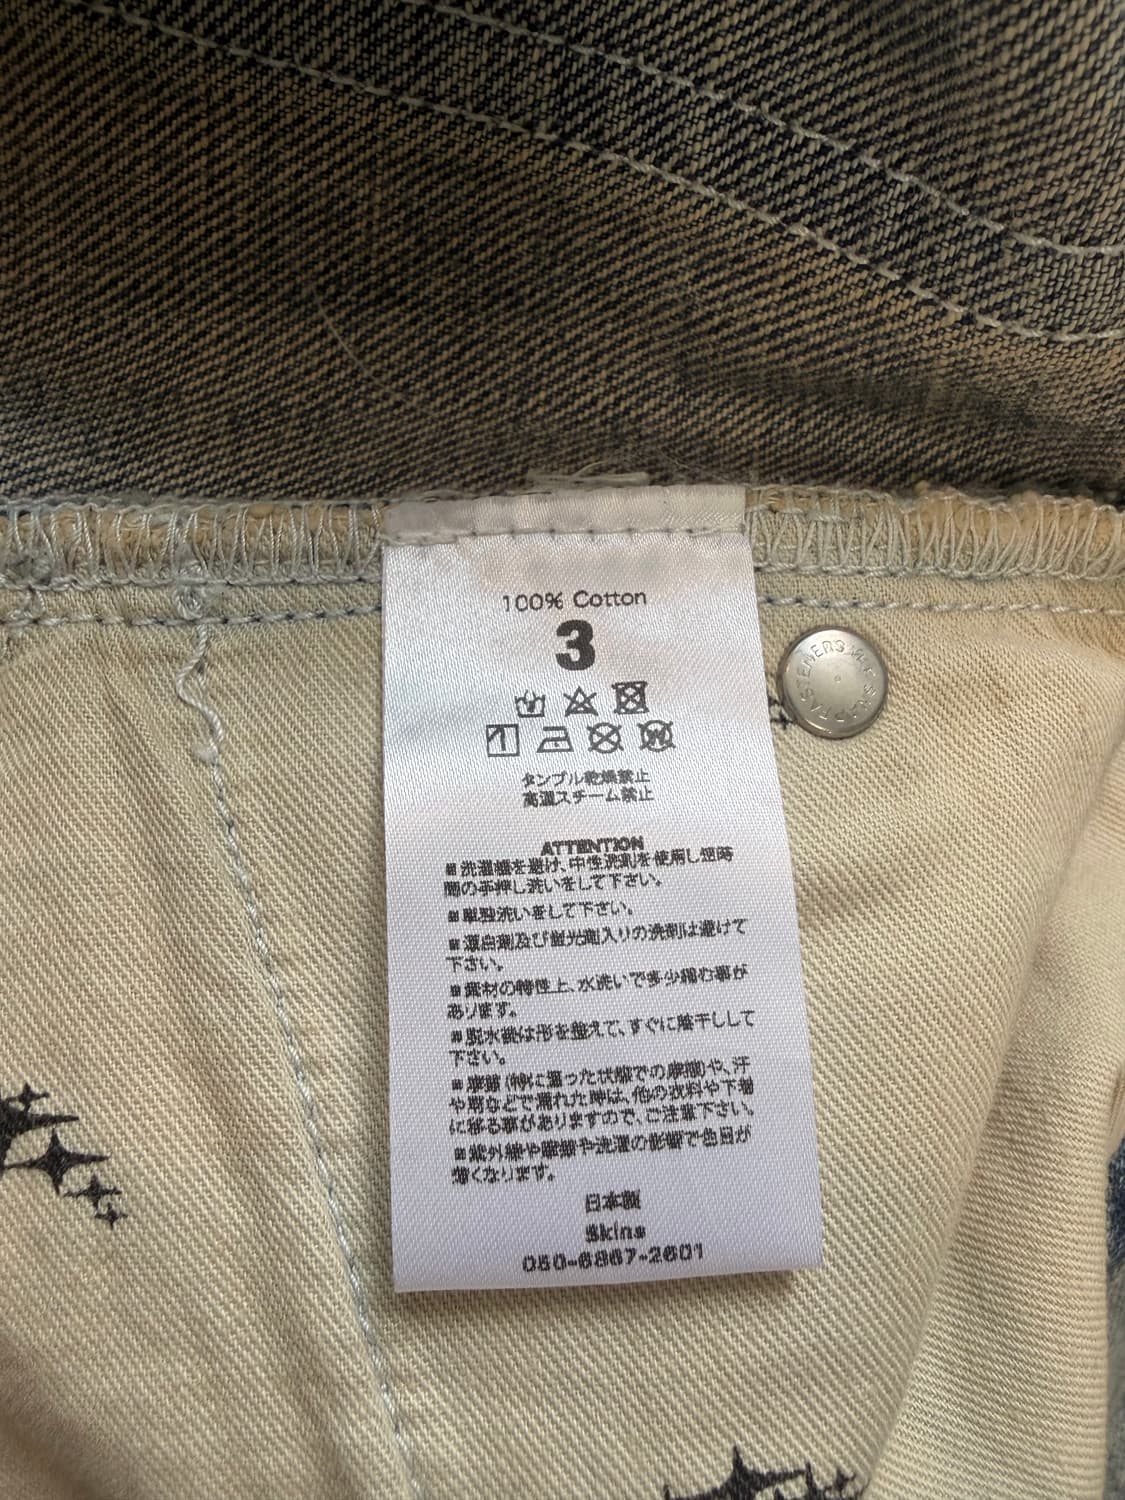 100% Cotton
3
タンブル乾燥禁止
高温スチーム禁止
ATTENTION
■洗濯機を避け、中性洗剤を使用し短時
間の手押し洗いをして下さい。
■単独洗いをして下さい。
■漂白剤及び蛍光剤入りの洗剤は避けて
下さい。
■素材の特性上、水洗いで多少縮む事が
あります。
■脱水後は形を整えて、すぐに陰干しして
下さい。
■摩擦(特に湿った状態での摩擦)や、汗
や雨などで濡れた時は、他の衣料や下着
に移る事がありますので、ご注意下さい。
■紫外線や摩擦や洗濯の影響で色目が
薄くなります。
日本製
Skins
050-6867-2601
FASTENERS